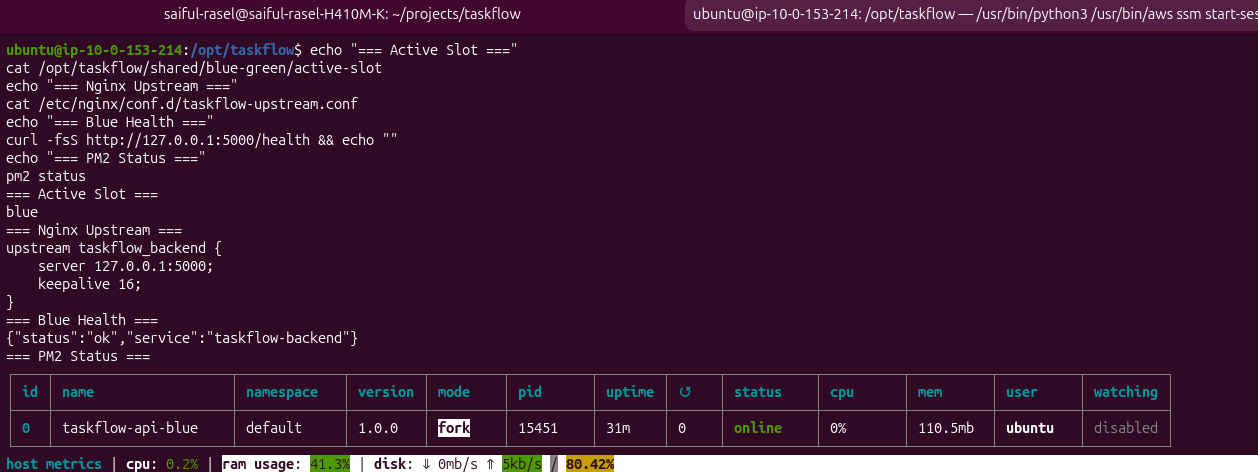 saiful-rasel@saiful-rasel-H410M-K: ~/projects/taskflow
ubuntu@ip-10-0-153-214: /opt/taskflow — /usr/bin/python3 /usr/bin/aws ssm start-ses
ubuntu@ip-10-0-153-214:/opt/taskflow$ echo "=== Active Slot ==="
cat /opt/taskflow/shared/blue-green/active-slot
echo "=== Nginx Upstream ==="
cat /etc/nginx/conf.d/taskflow-upstream.conf
echo "=== Blue Health ==="
curl -fsS http://127.0.0.1:5000/health && echo ""
echo "=== PM2 Status ==="
pm2 status
=== Active Slot ===
blue
=== Nginx Upstream ===
upstream taskflow_backend {
    server 127.0.0.1:5000;
    keepalive 16;
}
=== Blue Health ===
{"status":"ok","service":"taskflow-backend"}
=== PM2 Status ===
id name namespace version mode pid uptime ↺ status cpu mem user watching
0 taskflow-api-blue default 1.0.0 fork 15451 31m 0 online 0% 110.5mb ubuntu disabled
host metrics | cpu: 0.2% | ram usage: 41.3% | disk: ⇓ 0mb/s ⇑ 5kb/s / 80.42%